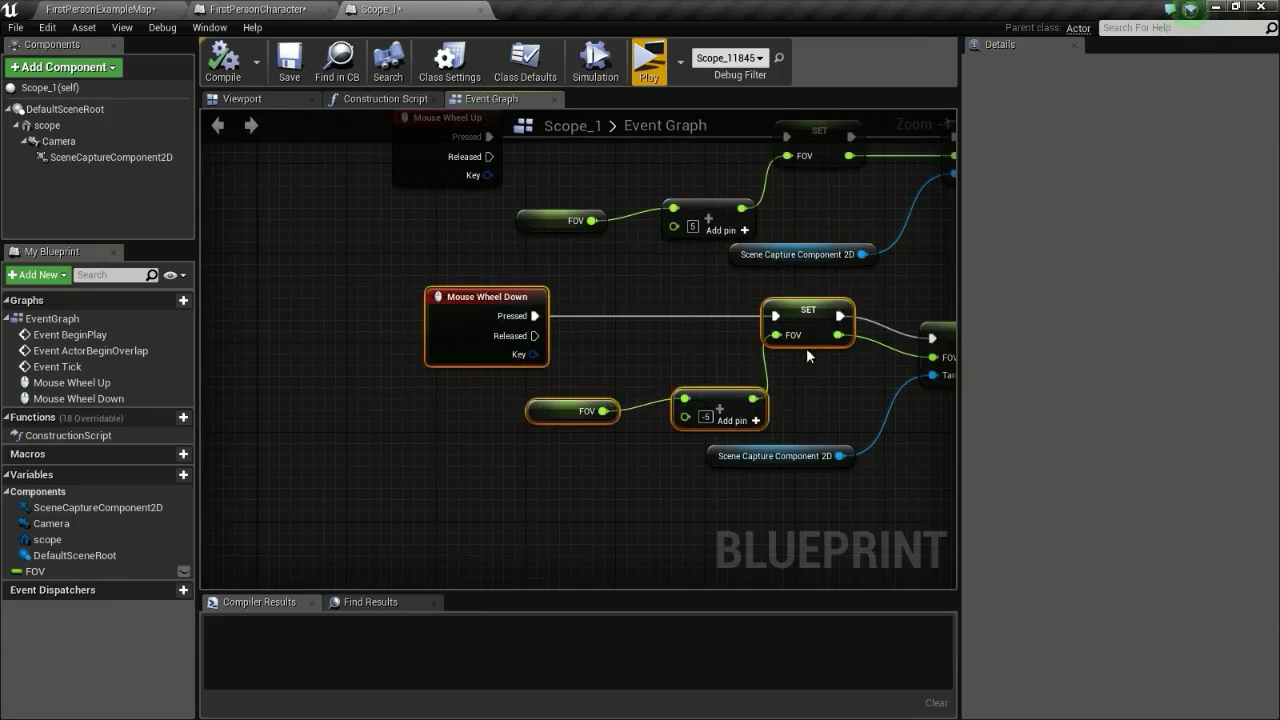 FirstPersonExampleMap*
FirstPersonCharacter*
Scope_1*
File Edit Asset View Debug Window Help
Parent class: Actor
Search For Help
Components
+ Add Component
Scope_1(self)
DefaultSceneRoot
scope
Camera
SceneCaptureComponent2D
Compile
Save
Find in CB
Search
Class Settings
Class Defaults
Simulation
Play
Scope_11845
Debug Filter
Details
Viewport
Construction Script
Event Graph
Scope_1 > Event Graph
Zoom -1
Mouse Wheel Up
Pressed
Released
Key
SET
FOV
FOV
5
Add pin +
Scene Capture Component 2D
Mouse Wheel Down
Pressed
Released
Key
SET
FOV
FOV
-5
Add pin +
Scene Capture Component 2D
FOV
Tar
BLUEPRINT
My Blueprint
+ Add New
Search
Graphs
EventGraph
Event BeginPlay
Event ActorBeginOverlap
Event Tick
Mouse Wheel Up
Mouse Wheel Down
Functions (18 Overridable)
ConstructionScript
Macros
Variables
Components
SceneCaptureComponent2D
Camera
scope
DefaultSceneRoot
FOV
Event Dispatchers
Compiler Results
Find Results
Clear